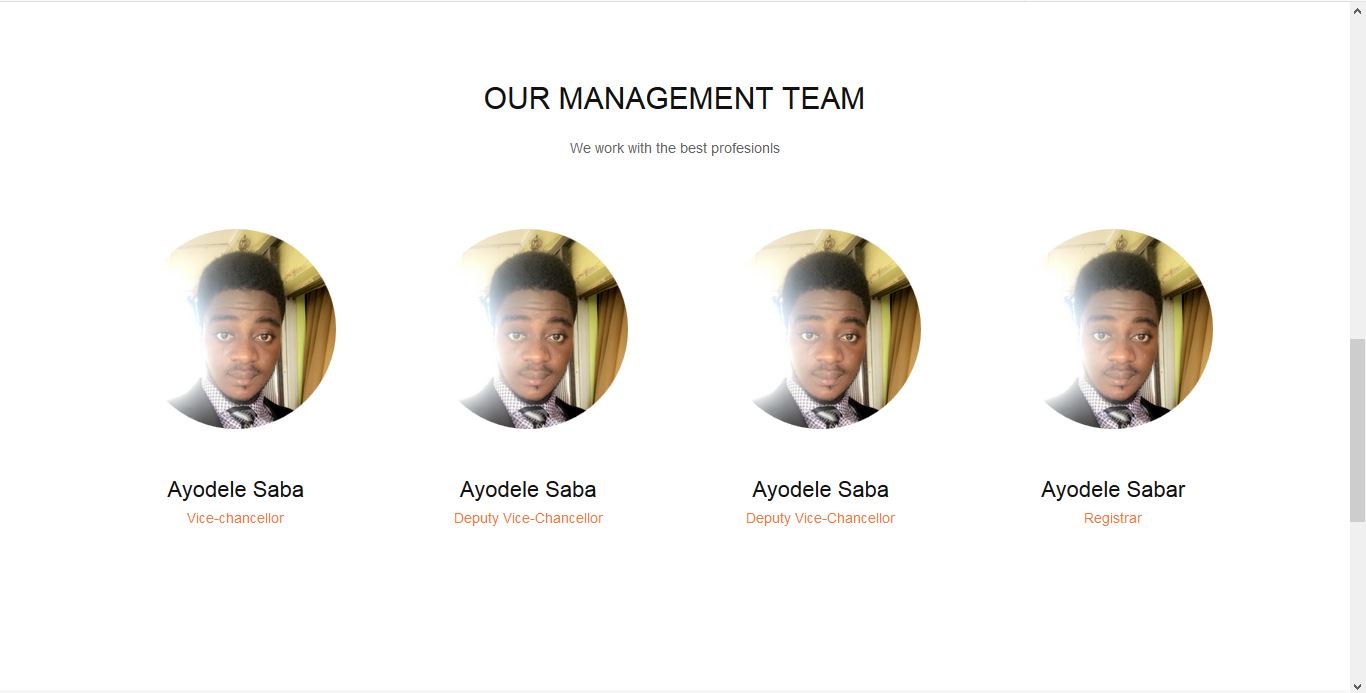 OUR MANAGEMENT TEAM
We work with the best profesionls
Ayodele Saba
Vice-chancellor
Ayodele Saba
Deputy Vice-Chancellor
Ayodele Saba
Deputy Vice-Chancellor
Ayodele Sabar
Registrar